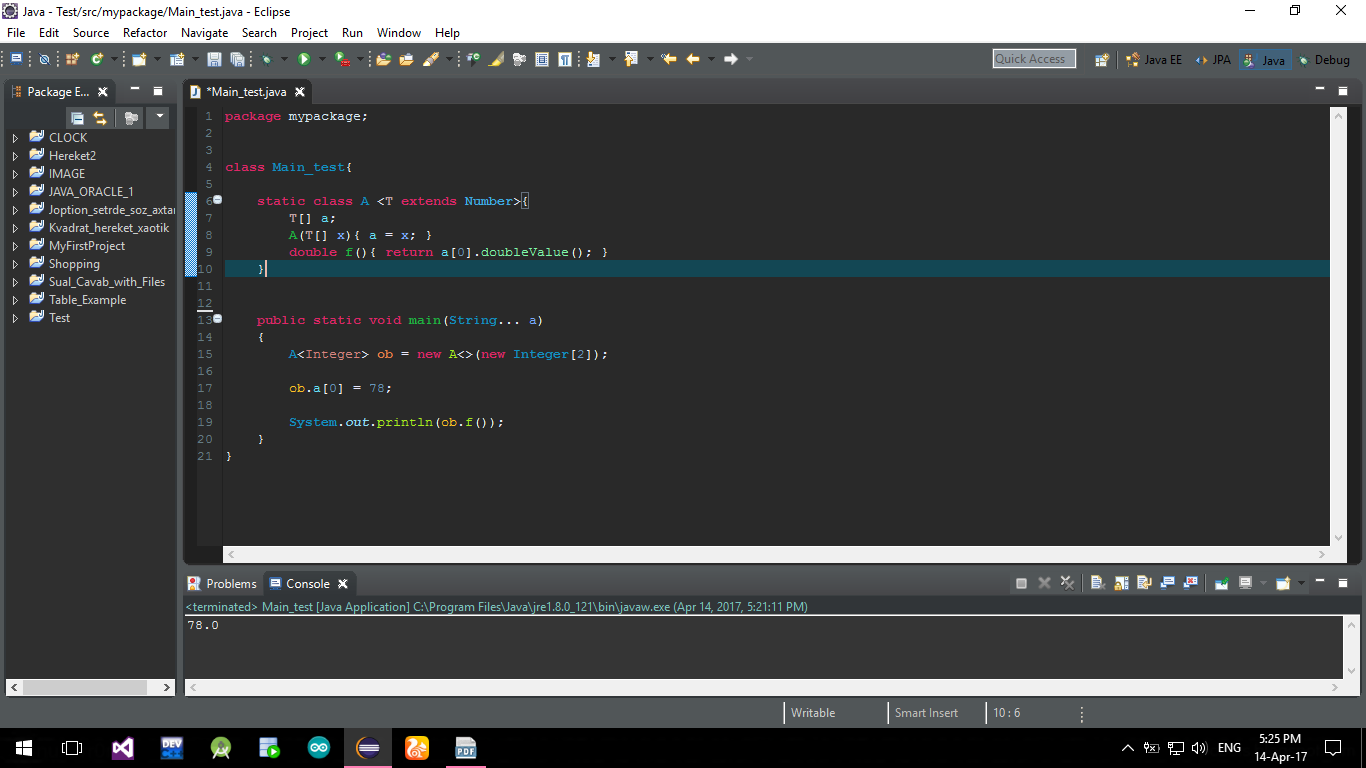 Java - Test/src/mypackage/Main_test.java - Eclipse
File Edit Source Refactor Navigate Search Project Run Window Help
Quick Access Java EE JPA Java Debug
Package E...
CLOCK
Hereket2
IMAGE
JAVA_ORACLE_1
Joption_setrde_soz_axtar
Kvadrat_hereket_xaotik
MyFirstProject
Shopping
Sual_Cavab_with_Files
Table_Example
Test
*Main_test.java
1 package mypackage;
2
3
4 class Main_test{
5
6 static class A <T extends Number>{
7 T[] a;
8 A(T[] x){ a = x; }
9 double f(){ return a[0].doubleValue(); }
10 }
11
12
13 public static void main(String... a)
14 {
15 A<Integer> ob = new A<>(new Integer[2]);
16
17 ob.a[0] = 78;
18
19 System.out.println(ob.f());
20 }
21 }
Problems Console
<terminated> Main_test [Java Application] C:\Program Files\Java\jre1.8.0_121\bin\javaw.exe (Apr 14, 2017, 5:21:11 PM)
78.0
Writable Smart Insert 10 : 6
DEV
PDF
ENG
5:25 PM
14-Apr-17